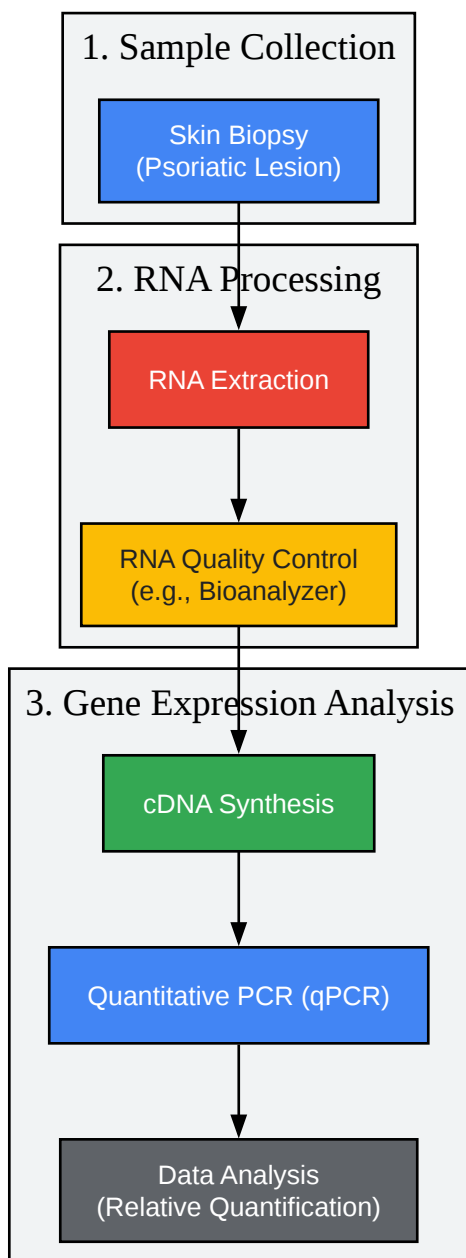 1. Sample Collection
Skin Biopsy
(Psoriatic Lesion)
2. RNA Processing
RNA Extraction
RNA Quality Control
(e.g., Bioanalyzer)
3. Gene Expression Analysis
cDNA Synthesis
Quantitative PCR (qPCR)
Data Analysis
(Relative Quantification)